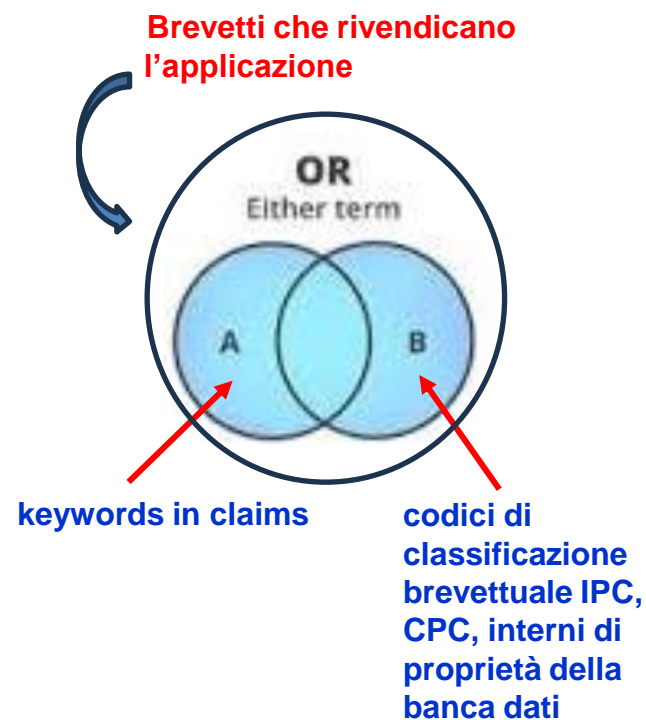 Brevetti che rivendicano
l’applicazione
OR
Either term
A
B
keywords in claims
codici di
classificazione
brevettuale IPC,
CPC, interni di
proprietà della
banca dati